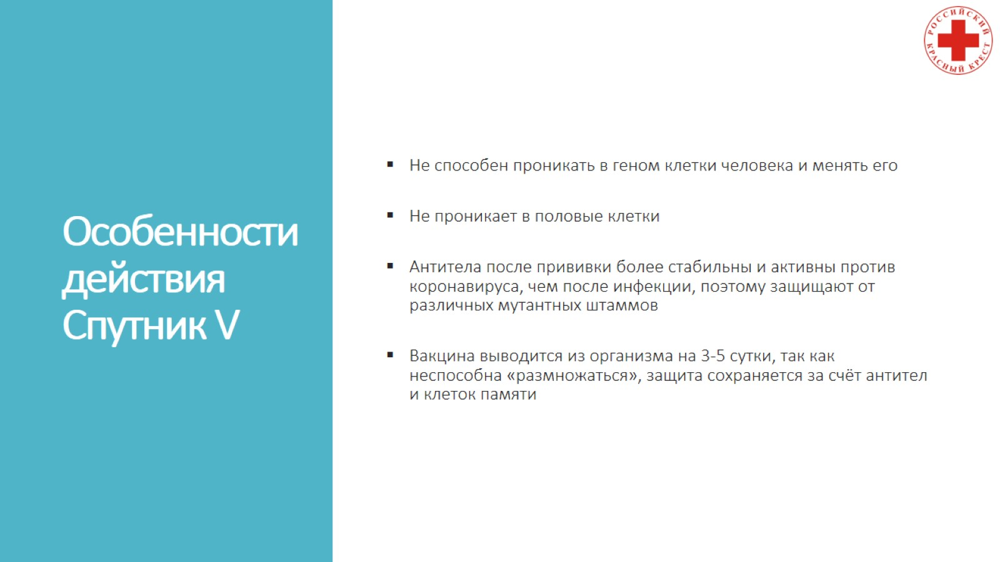 РОССИЙСКИЙ
КРАСНЫЙ КРЕСТ
Особенности
действия
Спутник V
▪ Не способен проникать в геном клетки человека и менять его
▪ Не проникает в половые клетки
▪ Антитела после прививки более стабильны и активны против
коронавируса, чем после инфекции, поэтому защищают от
различных мутантных штаммов
▪ Вакцина выводится из организма на 3-5 сутки, так как
неспособна «размножаться», защита сохраняется за счёт антител
и клеток памяти